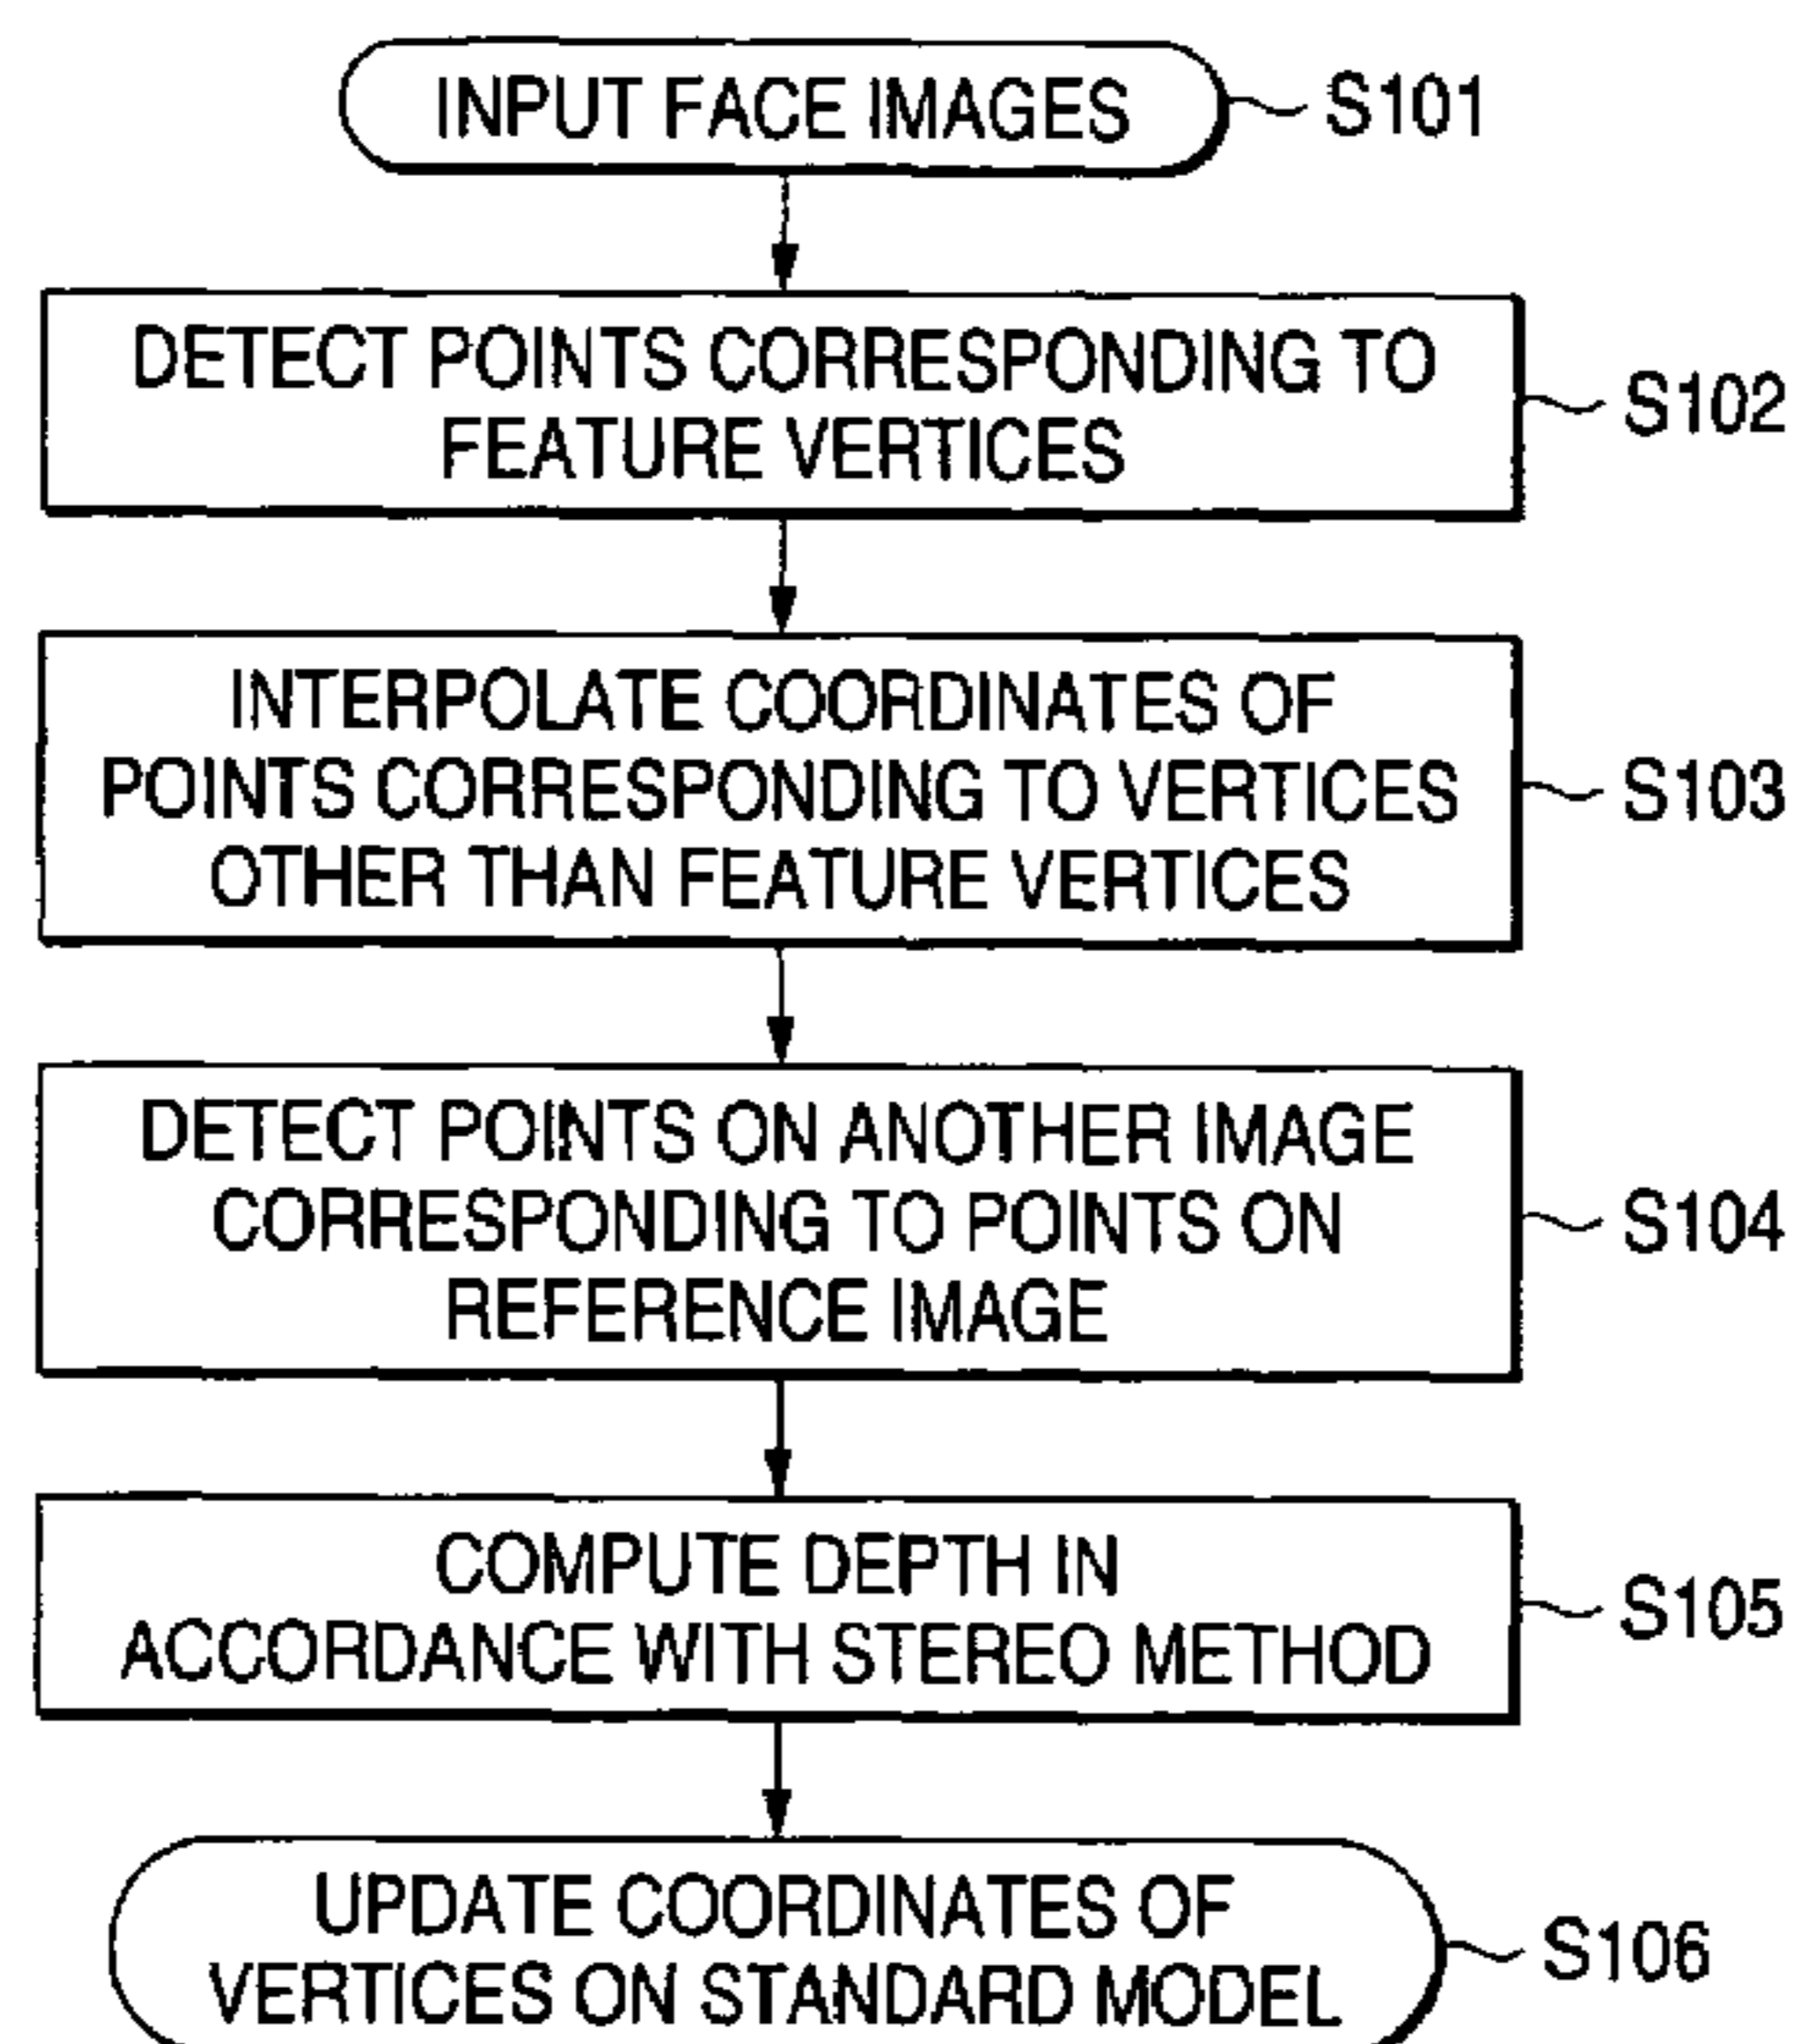 INPUT FACE IMAGES
S101
DETECT POINTS CORRESPONDING TO
FEATURE VERTICES
S102
INTERPOLATE COORDINATES OF
POINTS CORRESPONDING TO VERTICES
OTHER THAN FEATURE VERTICES
S103
DETECT POINTS ON ANOTHER IMAGE
CORRESPONDING TO POINTS ON
REFERENCE IMAGE
S104
COMPUTE DEPTH IN
ACCORDANCE WITH STEREO METHOD
S105
UPDATE COORDINATES OF
VERTICES ON STANDARD MODEL
S106